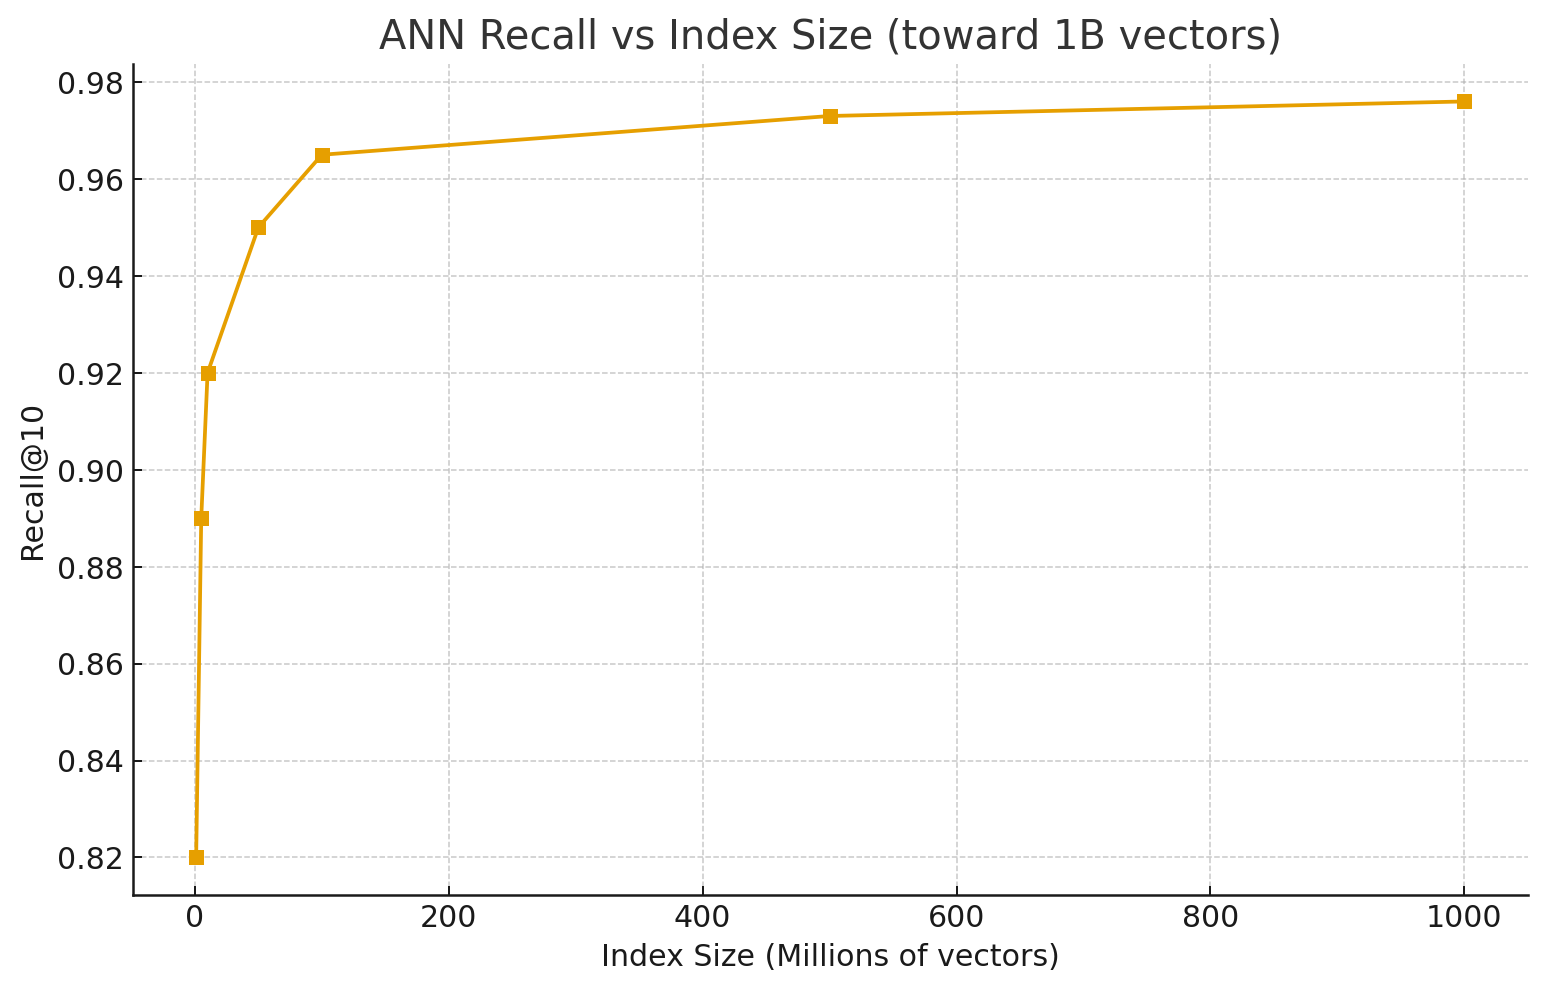 ANN Recall vs Index Size (toward 1B vectors)
Recall@10
0.98
0.96
0.94
0.92
0.90
0.88
0.86
0.84
0.82
0 200 400 600 800 1000
Index Size (Millions of vectors)